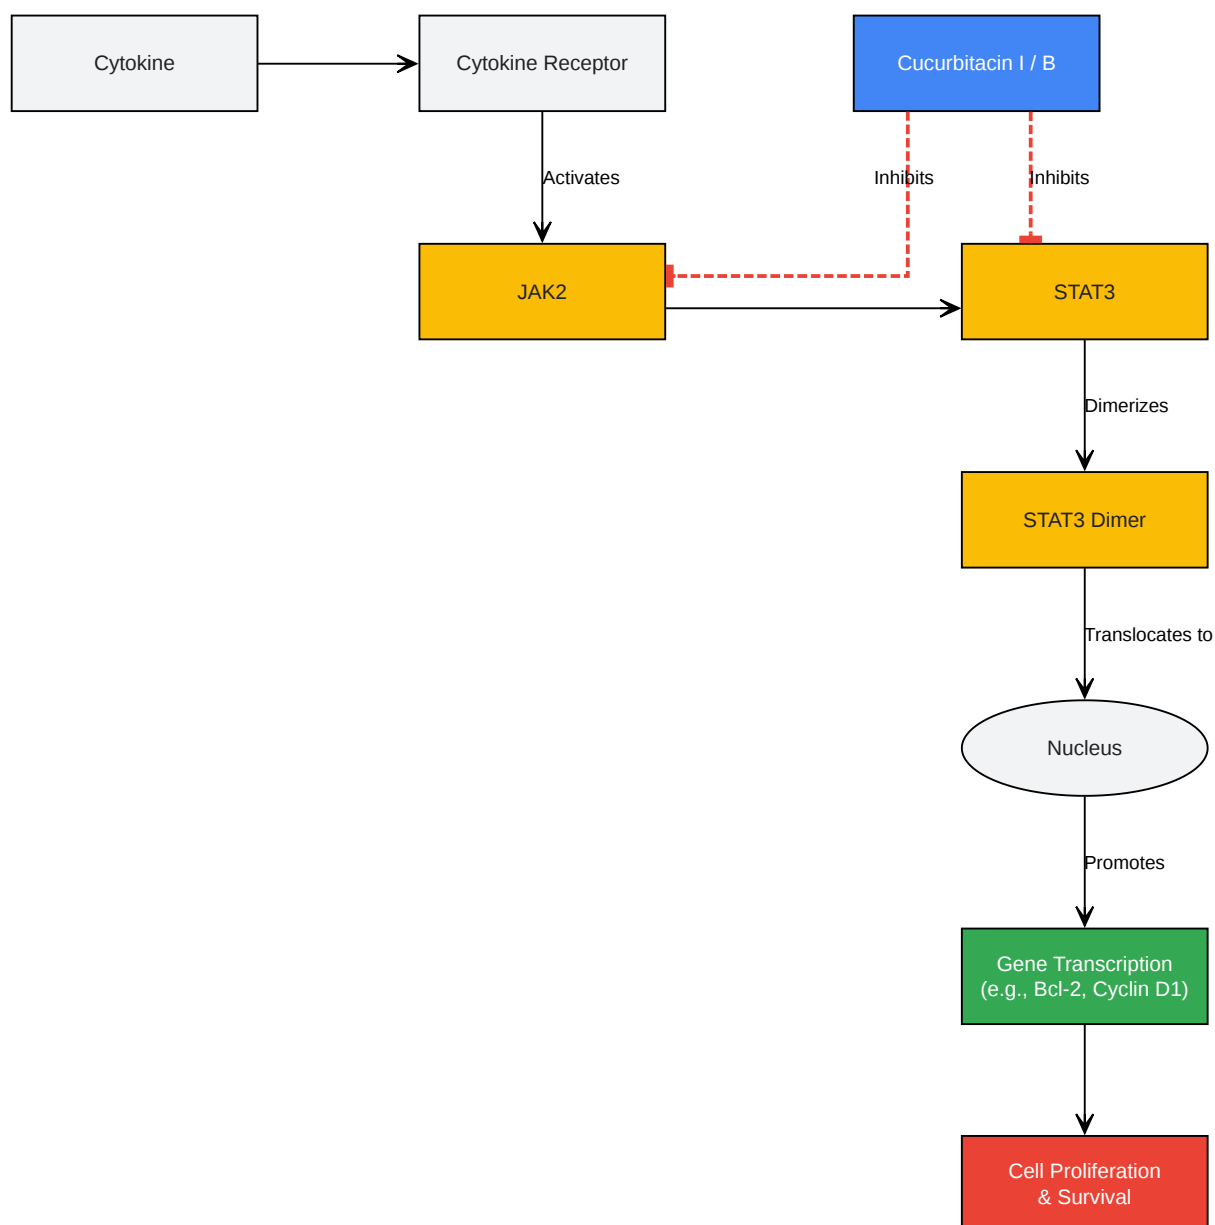 Cytokine
Cytokine Receptor
Cucurbitacin I / B
Activates
Inhibits
Inhibits
JAK2
STAT3
Dimerizes
STAT3 Dimer
Translocates to
Nucleus
Promotes
Gene Transcription
(e.g., Bcl-2, Cyclin D1)
Cell Proliferation
& Survival